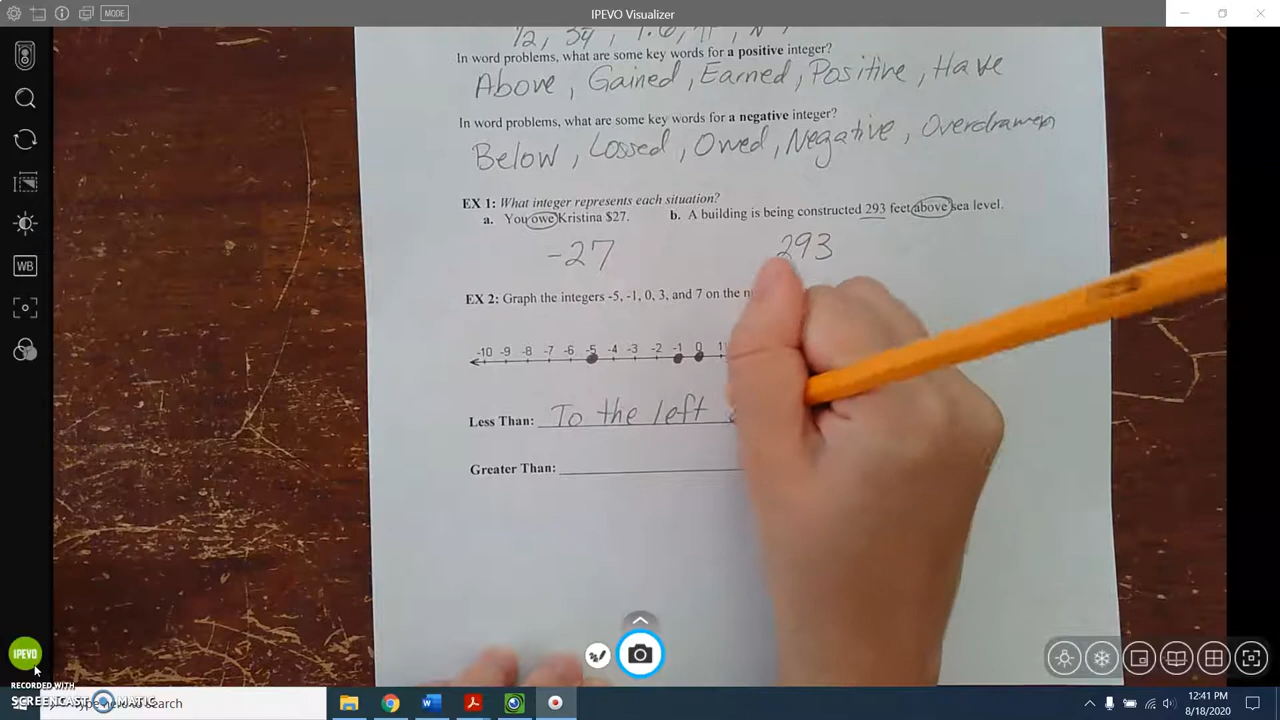 IPEVO Visualizer
MODE
In word problems, what are some key words for a positive integer?
Above, Gained, Earned, Positive, Have
In word problems, what are some key words for a negative integer?
Below, Lossed, Owed, Negative, Overdrawn
EX 1: What integer represents each situation?
a. You owe Kristina $27. b. A building is being constructed 293 feet above sea level.
-27 293
EX 2: Graph the integers -5, -1, 0, 3, and 7 on the
-10 -9 -8 -7 -6 -5 -4 -3 -2 -1 0 1
Less Than: To the left
Greater Than:
WB
IPEVO
RECORDED WITH
SCREENCAST MATIC
Type here to search
12:41 PM
8/18/2020